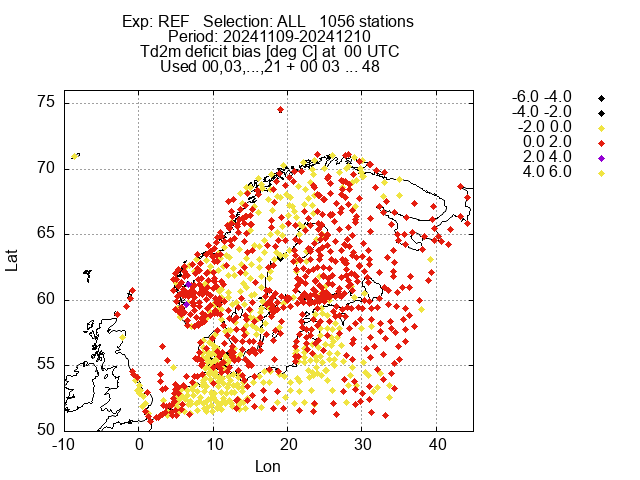 Exp: REF   Selection: ALL   1056 stations
Period: 20241109-20241210
Td2m deficit bias [deg C] at  00 UTC
Used 00,03,...,21 + 00 03 ... 48
-6.0 -4.0
-4.0 -2.0
-2.0 0.0
0.0 2.0
2.0 4.0
4.0 6.0
75
70
65
60
55
50
Lat
-10 0 10 20 30 40
Lon